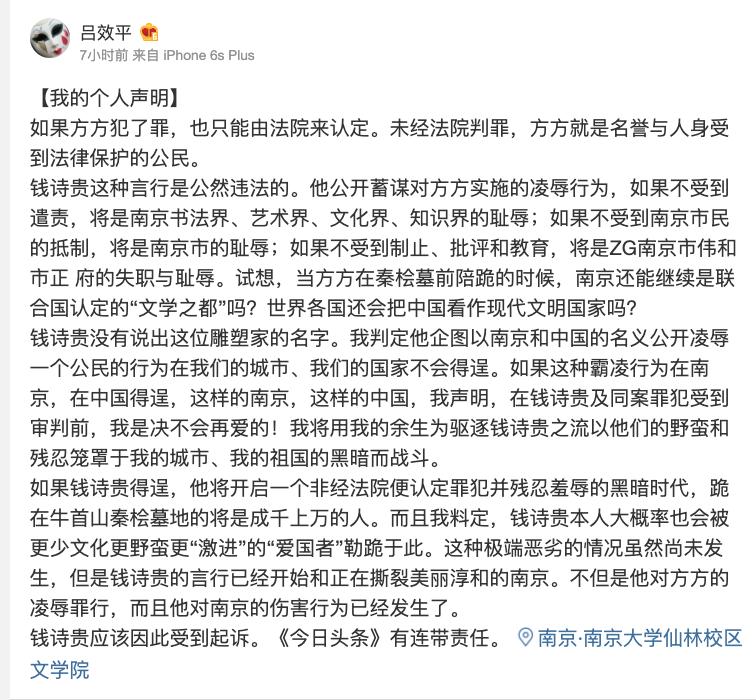 吕效平
7小时前 来自 iPhone 6s Plus
【我的个人声明】
如果方方犯了罪，也只能由法院来认定。未经法院判罪，方方就是名誉与人身受
到法律保护的公民。
钱诗贵这种言行是公然违法的。他公开蓄谋对方方实施的凌辱行为，如果不受到
谴责，将是南京书法界、艺术界、文化界、知识界的耻辱；如果不受到南京市民
的抵制，将是南京市的耻辱；如果不受到制止、批评和教育，将是ZG南京市伟和
市正 府的失职与耻辱。试想，当方方在秦桧墓前陪跪的时候，南京还能继续是联
合国认定的“文学之都”吗？世界各国还会把中国看作现代文明国家吗？
钱诗贵没有说出这位雕塑家的名字。我判定他企图以南京和中国的名义公开凌辱
一个公民的行为在我们的城市、我们的国家不会得逞。如果这种霸凌行为在南
京，在中国得逞，这样的南京，这样的中国，我声明，在钱诗贵及同案罪犯受到
审判前，我是决不会再爱的！我将用我的余生为驱逐钱诗贵之流以他们的野蛮和
残忍笼罩于我的城市、我的祖国的黑暗而战斗。
如果钱诗贵得逞，他将开启一个非经法院便认定罪犯并残忍羞辱的黑暗时代，跪
在牛首山秦桧墓地的将是成千上万的人。而且我料定，钱诗贵本人大概率也会被
更少文化更野蛮更“激进”的“爱国者”勒跪于此。这种极端恶劣的情况虽然尚未发
生，但是钱诗贵的言行已经开始和正在撕裂美丽淳和的南京。不但是他对方方的
凌辱罪行，而且他对南京的伤害行为已经发生了。
钱诗贵应该因此受到起诉。《今日头条》有连带责任。 南京·南京大学仙林校区
文学院